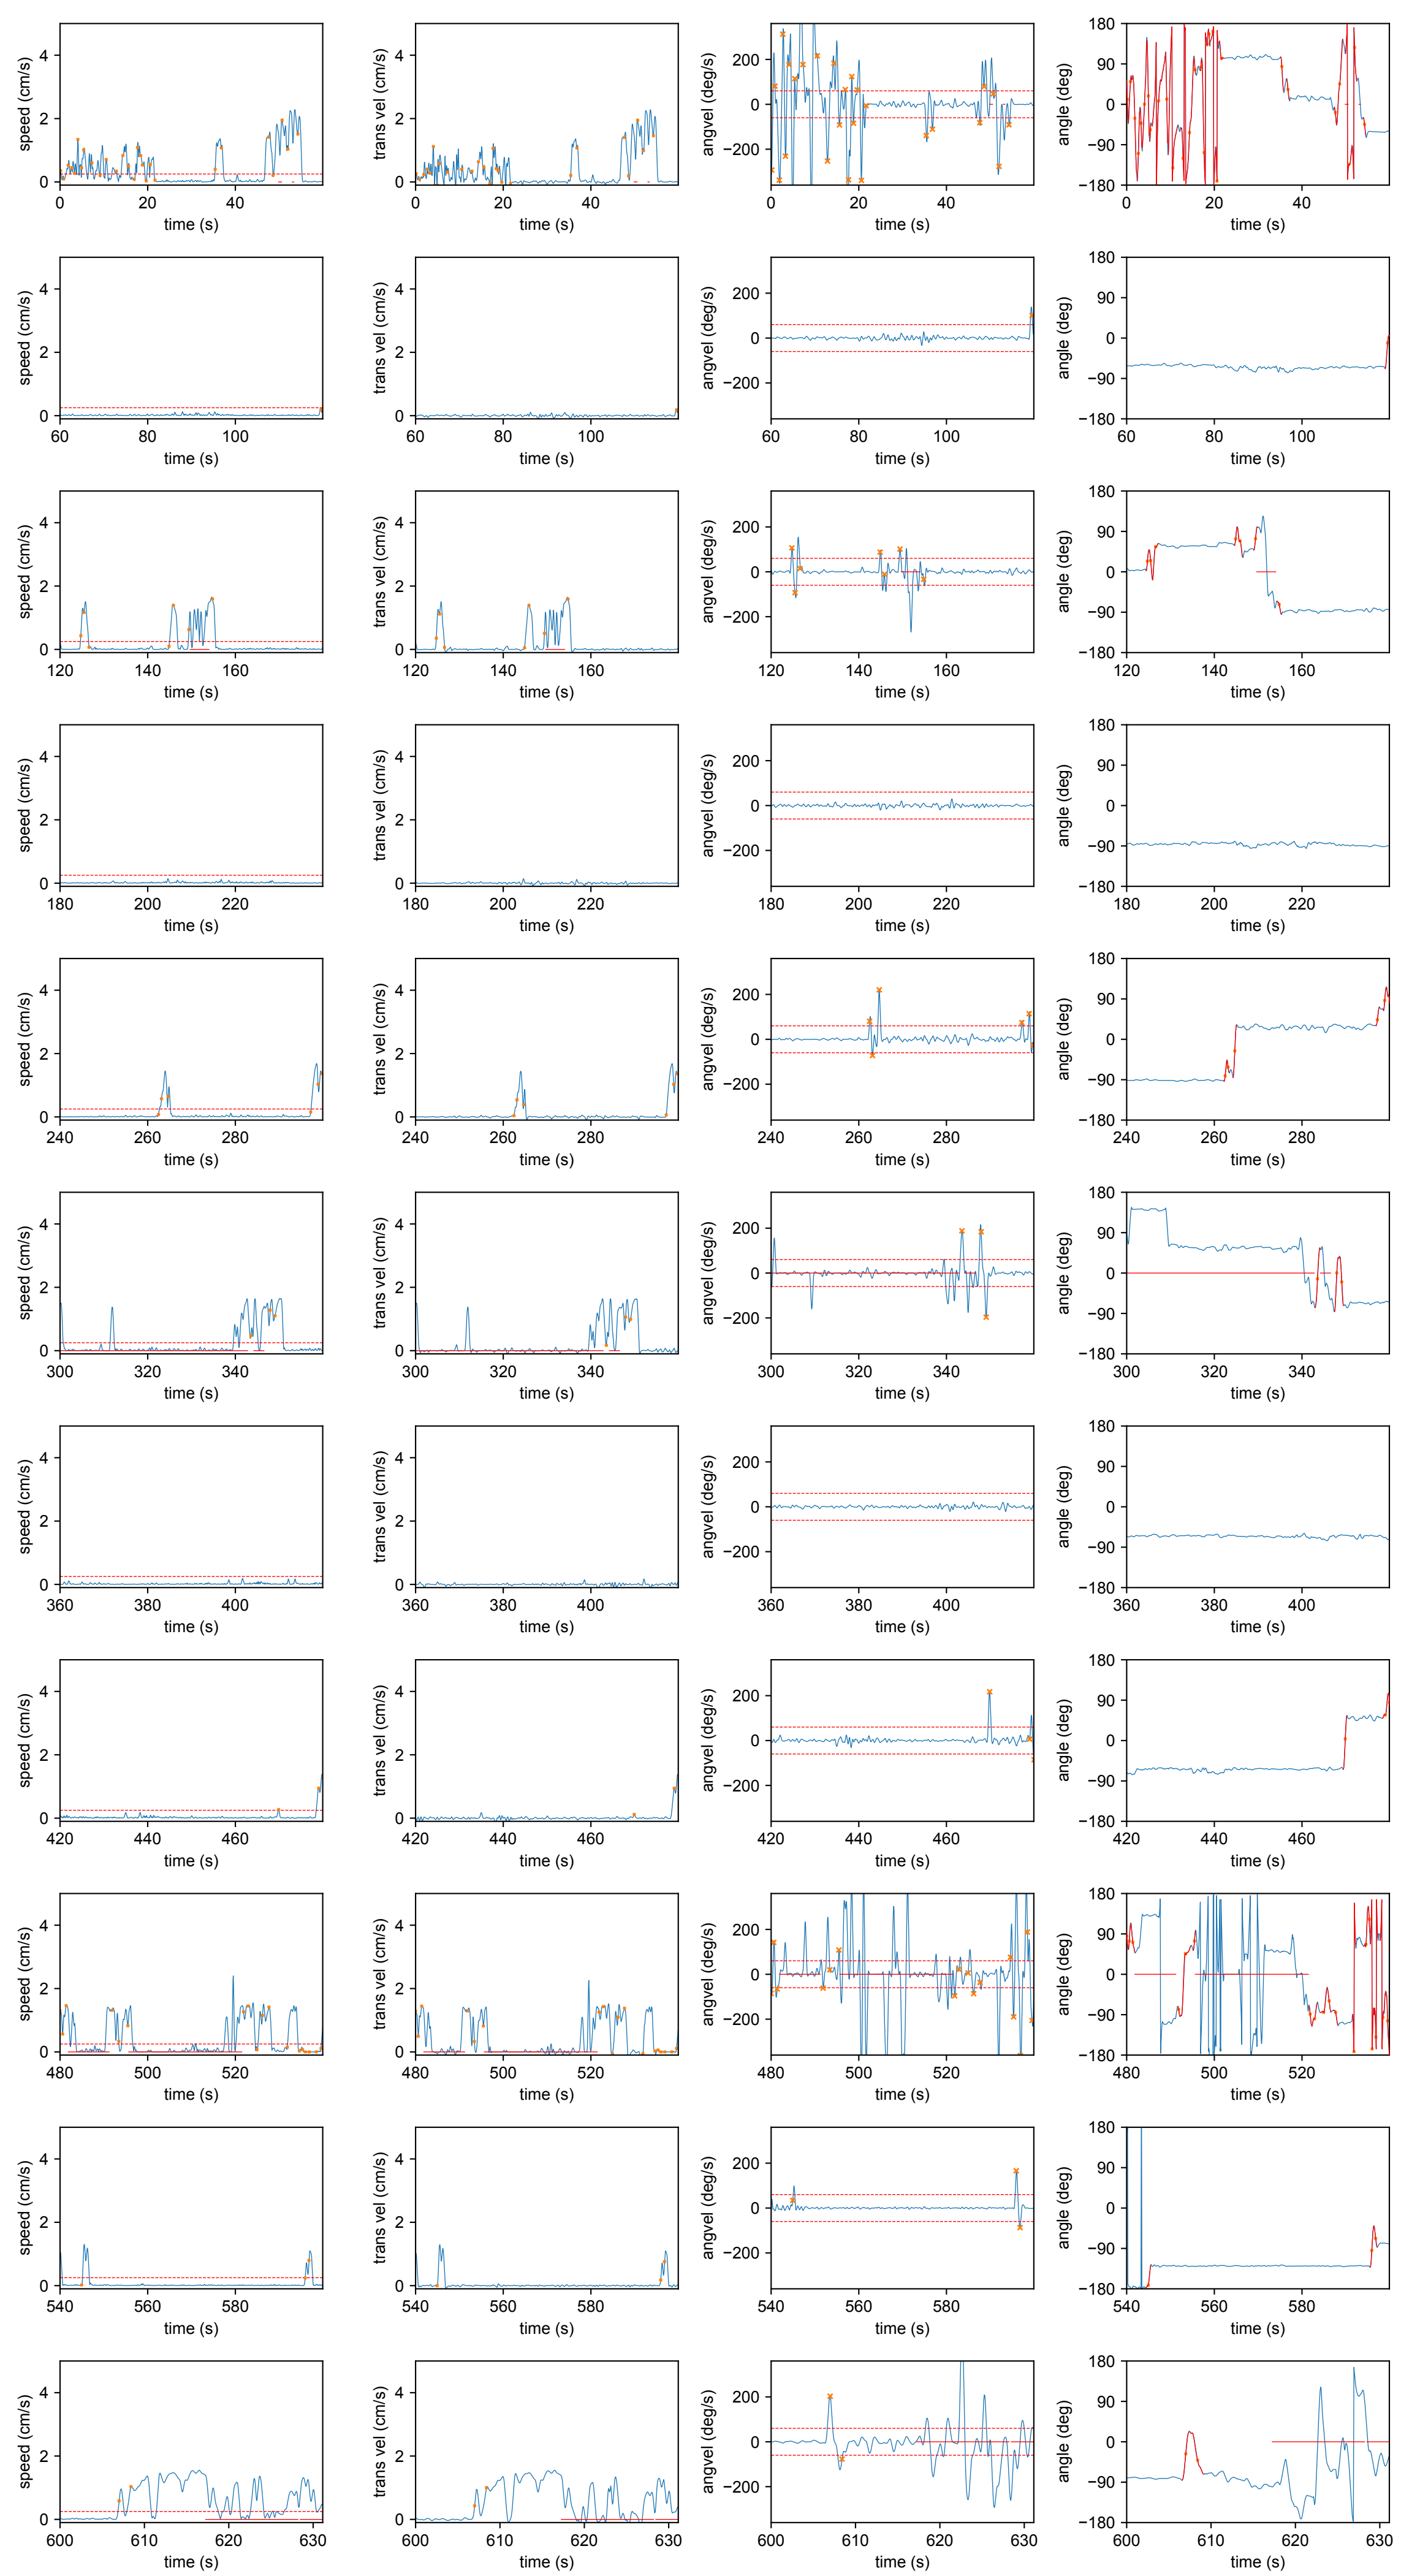 speed (cm/s)
4
2
0
0 20 40
time (s)
trans vel (cm/s)
4
2
0
0 20 40
time (s)
angvel (deg/s)
200
0
−200
0 20 40
time (s)
angle (deg)
180
90
0
−90
−180
0 20 40
time (s)
speed (cm/s)
4
2
0
60 80 100
time (s)
trans vel (cm/s)
4
2
0
60 80 100
time (s)
angvel (deg/s)
200
0
−200
60 80 100
time (s)
angle (deg)
180
90
0
−90
−180
60 80 100
time (s)
speed (cm/s)
4
2
0
120 140 160
time (s)
trans vel (cm/s)
4
2
0
120 140 160
time (s)
angvel (deg/s)
200
0
−200
120 140 160
time (s)
angle (deg)
180
90
0
−90
−180
120 140 160
time (s)
speed (cm/s)
4
2
0
180 200 220
time (s)
trans vel (cm/s)
4
2
0
180 200 220
time (s)
angvel (deg/s)
200
0
−200
180 200 220
time (s)
angle (deg)
180
90
0
−90
−180
180 200 220
time (s)
speed (cm/s)
4
2
0
240 260 280
time (s)
trans vel (cm/s)
4
2
0
240 260 280
time (s)
angvel (deg/s)
200
0
−200
240 260 280
time (s)
angle (deg)
180
90
0
−90
−180
240 260 280
time (s)
speed (cm/s)
4
2
0
300 320 340
time (s)
trans vel (cm/s)
4
2
0
300 320 340
time (s)
angvel (deg/s)
200
0
−200
300 320 340
time (s)
angle (deg)
180
90
0
−90
−180
300 320 340
time (s)
speed (cm/s)
4
2
0
360 380 400
time (s)
trans vel (cm/s)
4
2
0
360 380 400
time (s)
angvel (deg/s)
200
0
−200
360 380 400
time (s)
angle (deg)
180
90
0
−90
−180
360 380 400
time (s)
speed (cm/s)
4
2
0
420 440 460
time (s)
trans vel (cm/s)
4
2
0
420 440 460
time (s)
angvel (deg/s)
200
0
−200
420 440 460
time (s)
angle (deg)
180
90
0
−90
−180
420 440 460
time (s)
speed (cm/s)
4
2
0
480 500 520
time (s)
trans vel (cm/s)
4
2
0
480 500 520
time (s)
angvel (deg/s)
200
0
−200
480 500 520
time (s)
angle (deg)
180
90
0
−90
−180
480 500 520
time (s)
speed (cm/s)
4
2
0
540 560 580
time (s)
trans vel (cm/s)
4
2
0
540 560 580
time (s)
angvel (deg/s)
200
0
−200
540 560 580
time (s)
angle (deg)
180
90
0
−90
−180
540 560 580
time (s)
speed (cm/s)
4
2
0
600 610 620 630
time (s)
trans vel (cm/s)
4
2
0
600 610 620 630
time (s)
angvel (deg/s)
200
0
−200
600 610 620 630
time (s)
angle (deg)
180
90
0
−90
−180
600 610 620 630
time (s)